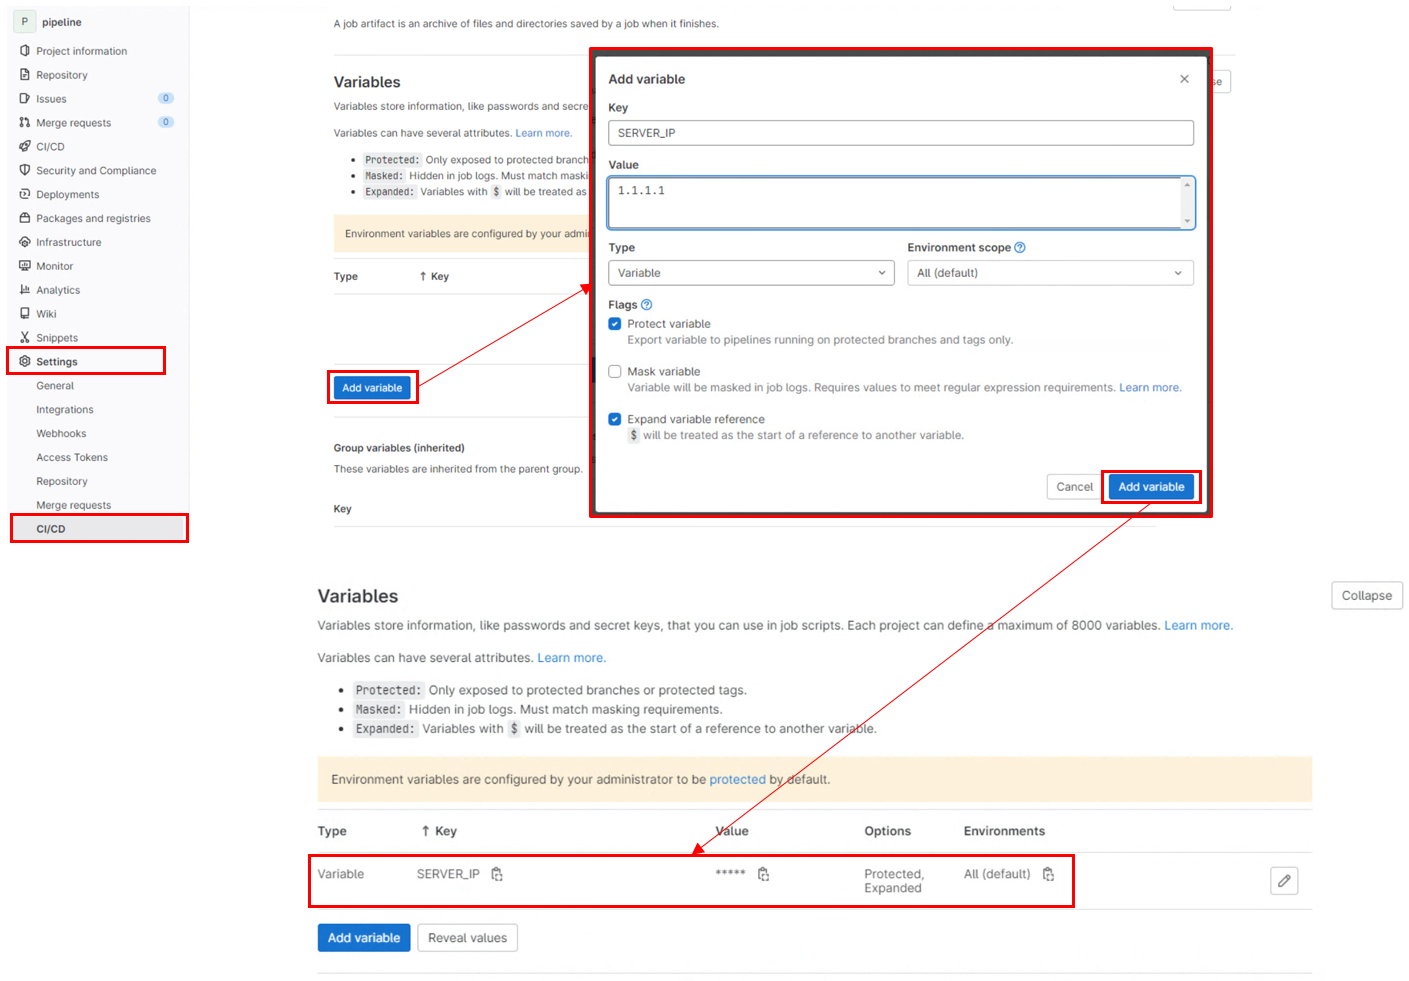 P pipeline
Project information
Repository
Issues 0
Merge requests 0
CI/CD
Security and Compliance
Deployments
Packages and registries
Infrastructure
Monitor
Analytics
Wiki
Snippets
Settings
General
Integrations
Webhooks
Access Tokens
Repository
Merge requests
CI/CD
A job artifact is an archive of files and directories saved by a job when it finishes.
Variables
Variables store information, like passwords and secre
Variables can have several attributes. Learn more.
Protected: Only exposed to protected branch
Masked: Hidden in job logs. Must match maskin
Expanded: Variables with $ will be treated as
Environment variables are configured by your admi
Type ↑ Key
Add variable
Group variables (inherited)
These variables are inherited from the parent group.
Key
Add variable
Key
SERVER_IP
Value
1.1.1.1
Type Environment scope
Variable All (default)
Flags
Protect variable
Export variable to pipelines running on protected branches and tags only.
Mask variable
Variable will be masked in job logs. Requires values to meet regular expression requirements. Learn more.
Expand variable reference
$ will be treated as the start of a reference to another variable.
Cancel Add variable
Variables Collapse
Variables store information, like passwords and secret keys, that you can use in job scripts. Each project can define a maximum of 8000 variables. Learn more.
Variables can have several attributes. Learn more.
Protected: Only exposed to protected branches or protected tags.
Masked: Hidden in job logs. Must match masking requirements.
Expanded: Variables with $ will be treated as the start of a reference to another variable.
Environment variables are configured by your administrator to be protected by default.
Type ↑ Key Value Options Environments
Variable SERVER_IP ***** Protected, All (default)
Expanded
Add variable Reveal values